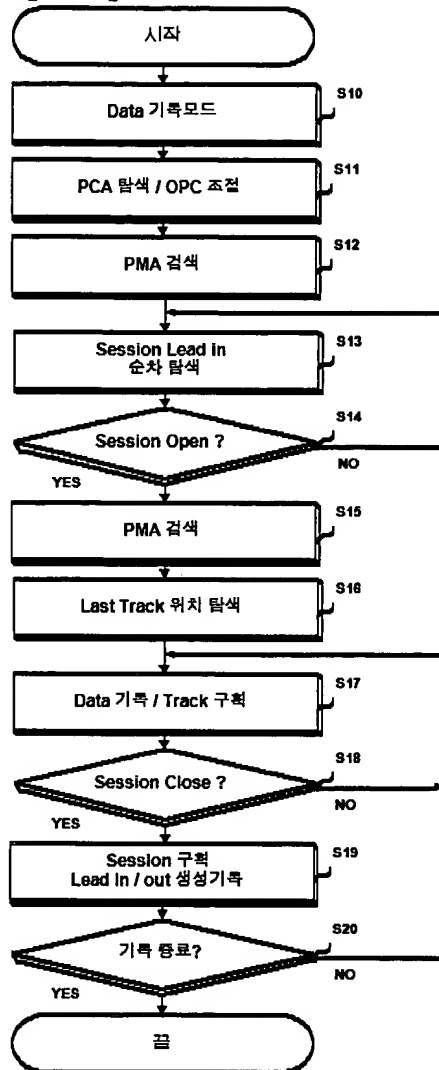 시작
S10
Data 기록모드
S11
PCA 탐색 / OPC 조절
S12
PMA 검색
S13
Session Lead in
순차 탐색
S14
Session Open ?
NO
YES
S15
PMA 검색
S16
Last Track 위치 탐색
S17
Data 기록 / Track 구획
S18
Session Close ?
NO
YES
S19
Session 구획
Lead in / out 생성기록
S20
기록 종료?
NO
YES
끝